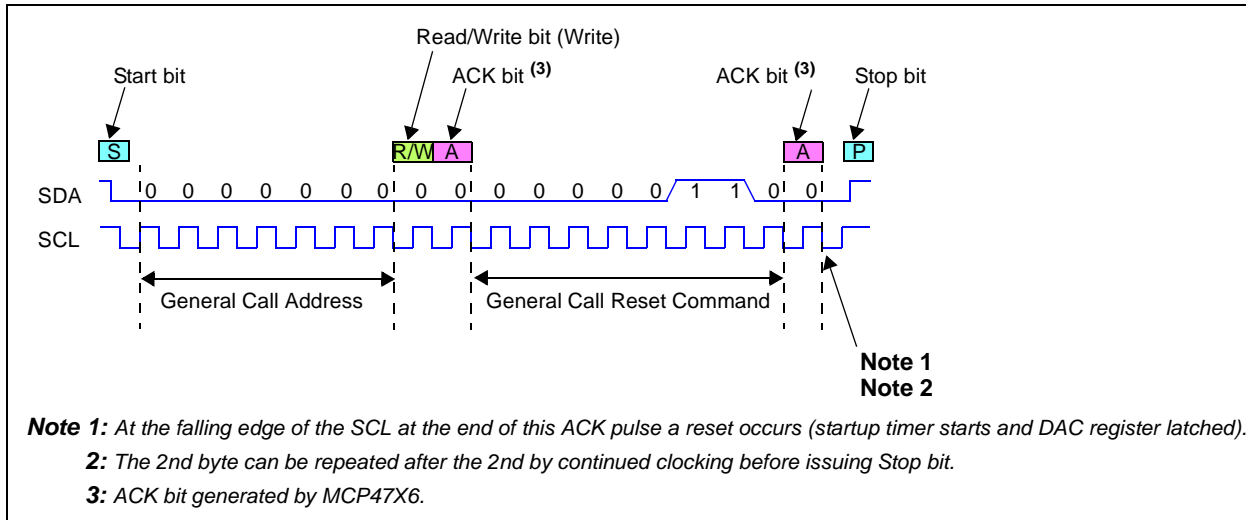 Read/Write bit (Write)
Start bit
ACK bit (3)
ACK bit (3)
Stop bit
S
R/W
A
A
P
SDA
0 0 0 0 0 0 0 0 0 0 0 0 0 0 1 1 0 0
SCL
General Call Address
General Call Reset Command
Note 1
Note 2
Note 1: At the falling edge of the SCL at the end of this ACK pulse a reset occurs (startup timer starts and DAC register latched).
2: The 2nd byte can be repeated after the 2nd by continued clocking before issuing Stop bit.
3: ACK bit generated by MCP47X6.